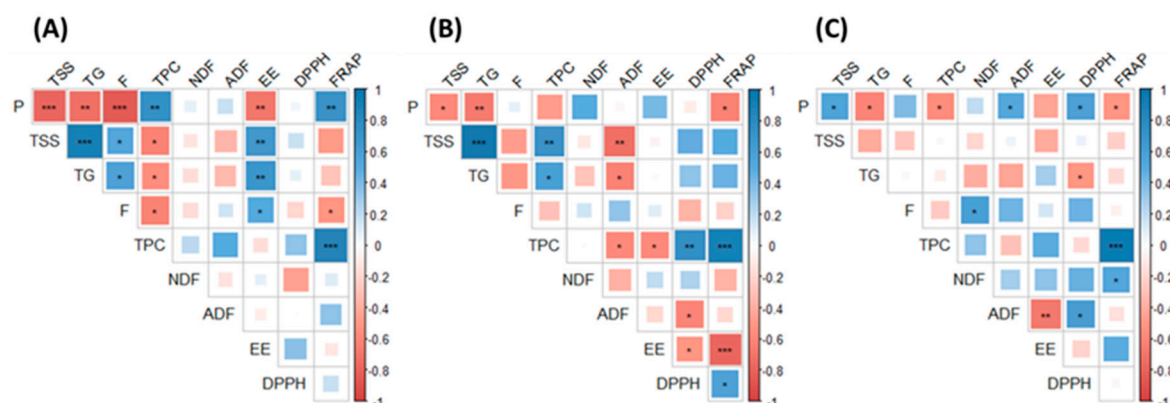 (A)
TSS TG F TPC NDF ADF EE DPPH FRAP
P *** ** *** ** ** **
TSS *** * * **
TG * * **
F * * *
TPC ***
NDF
ADF
EE
DPPH
1
0.8
0.6
0.4
0.2
0
-0.2
-0.4
-0.6
-0.8
-1
(B)
TSS TG F TPC NDF ADF EE DPPH FRAP
P * ** *
TSS *** ** **
TG * *
F
TPC * * ** ***
NDF
ADF *
EE * ***
DPPH *
1
0.8
0.6
0.4
0.2
0
-0.2
-0.4
-0.6
-0.8
-1
(C)
TSS TG F TPC NDF ADF EE DPPH FRAP
P * * * * * *
TSS
TG *
F *
TPC ***
NDF *
ADF ** *
EE
DPPH
1
0.8
0.6
0.4
0.2
0
-0.2
-0.4
-0.6
-0.8
-1